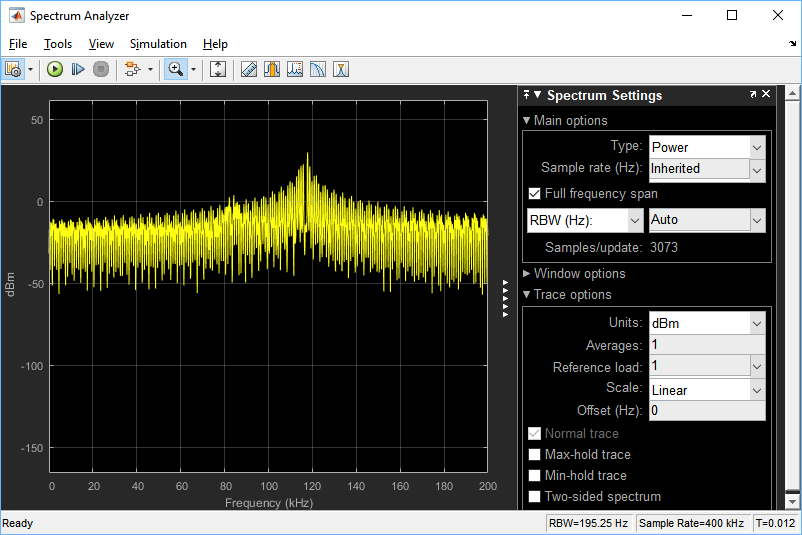 Spectrum Analyzer
File Tools View Simulation Help
Spectrum Settings
Main options
Type: Power
Sample rate (Hz): Inherited
Full frequency span
RBW (Hz): Auto
Samples/update: 3073
Window options
Trace options
Units: dBm
Averages: 1
Reference load: 1
Scale: Linear
Offset (Hz): 0
Normal trace
Max-hold trace
Min-hold trace
Two-sided spectrum
50
0
-50
-100
-150
dBm
0 20 40 60 80 100 120 140 160 180 200
Frequency (kHz)
Ready
RBW=195.25 Hz Sample Rate=400 kHz T=0.012